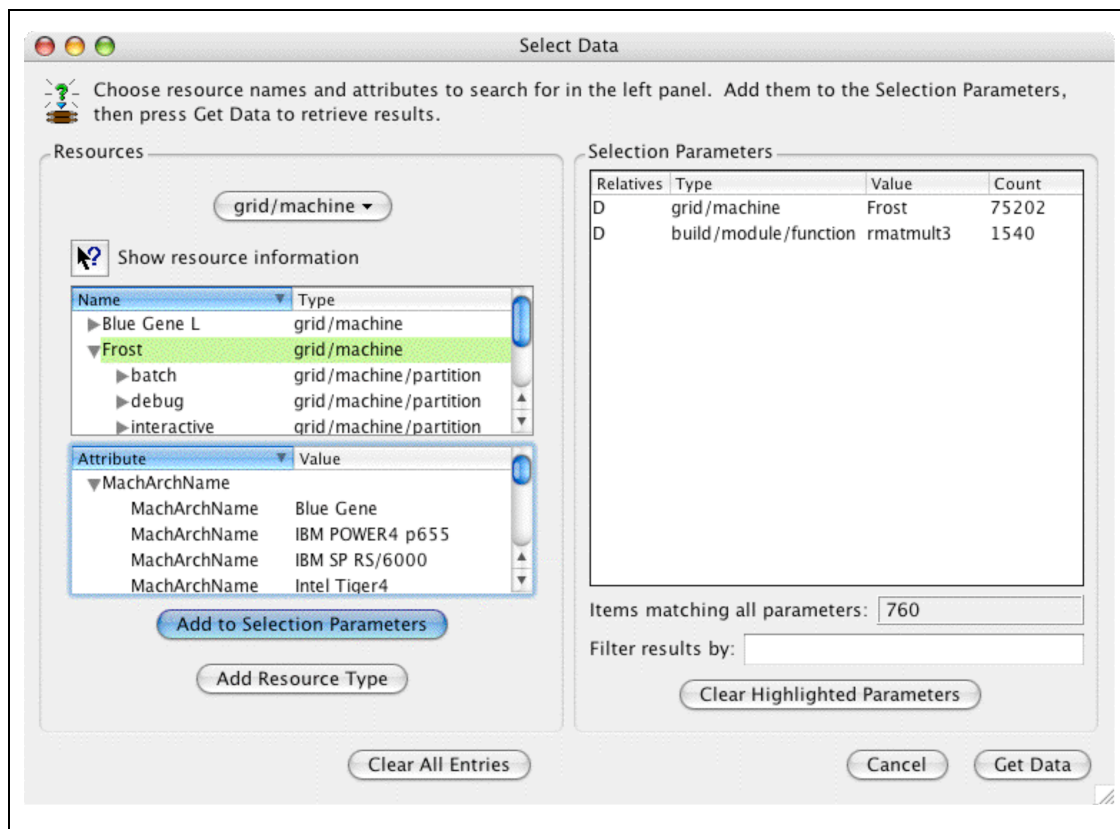 Select Data
Choose resource names and attributes to search for in the left panel. Add them to the Selection Parameters,
then press Get Data to retrieve results.
Resources
grid/machine
Show resource information
Name Type
Blue Gene L grid/machine
Frost grid/machine
batch grid/machine/partition
debug grid/machine/partition
interactive grid/machine/partition
Attribute Value
MachArchName
MachArchName Blue Gene
MachArchName IBM POWER4 p655
MachArchName IBM SP RS/6000
MachArchName Intel Tiger4
Add to Selection Parameters
Add Resource Type
Clear All Entries
Selection Parameters
Relatives Type Value Count
D grid/machine Frost 75202
D build/module/function rmatmult3 1540
Items matching all parameters: 760
Filter results by:
Clear Highlighted Parameters
Cancel
Get Data